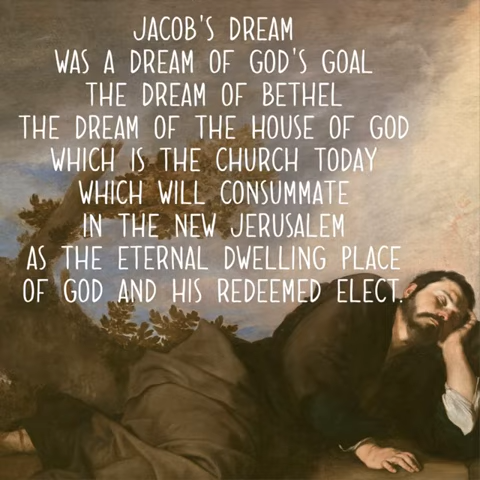 JACOB'S DREAM
WAS A DREAM OF GOD'S GOAL
THE DREAM OF BETHEL
THE DREAM OF THE HOUSE OF GOD
WHICH IS THE CHURCH TODAY
WHICH WILL CONSUMMATE
IN THE NEW JERUSALEM
AS THE ETERNAL DWELLING PLACE
OF GOD AND HIS REDEEMED ELECT.